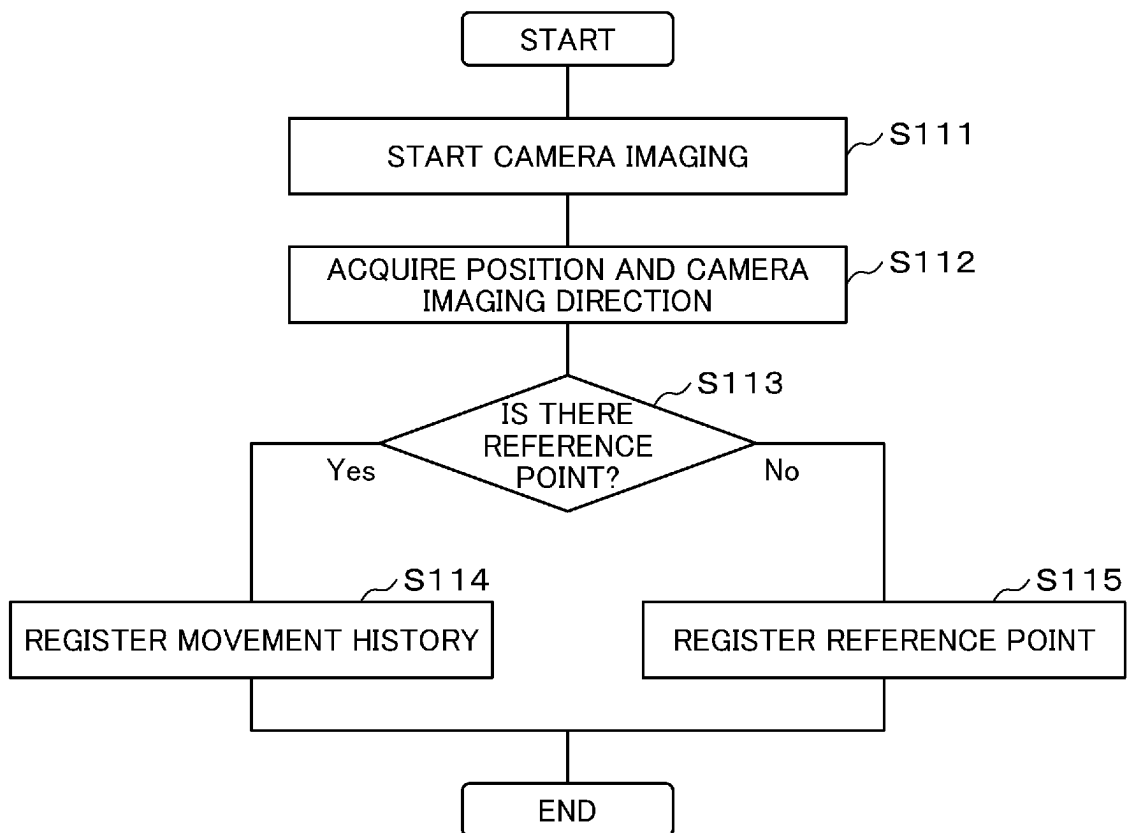 START
START CAMERA IMAGING
S111
ACQUIRE POSITION AND CAMERA
IMAGING DIRECTION
S112
IS THERE
REFERENCE
POINT?
S113
Yes
No
REGISTER MOVEMENT HISTORY
S114
REGISTER REFERENCE POINT
S115
END